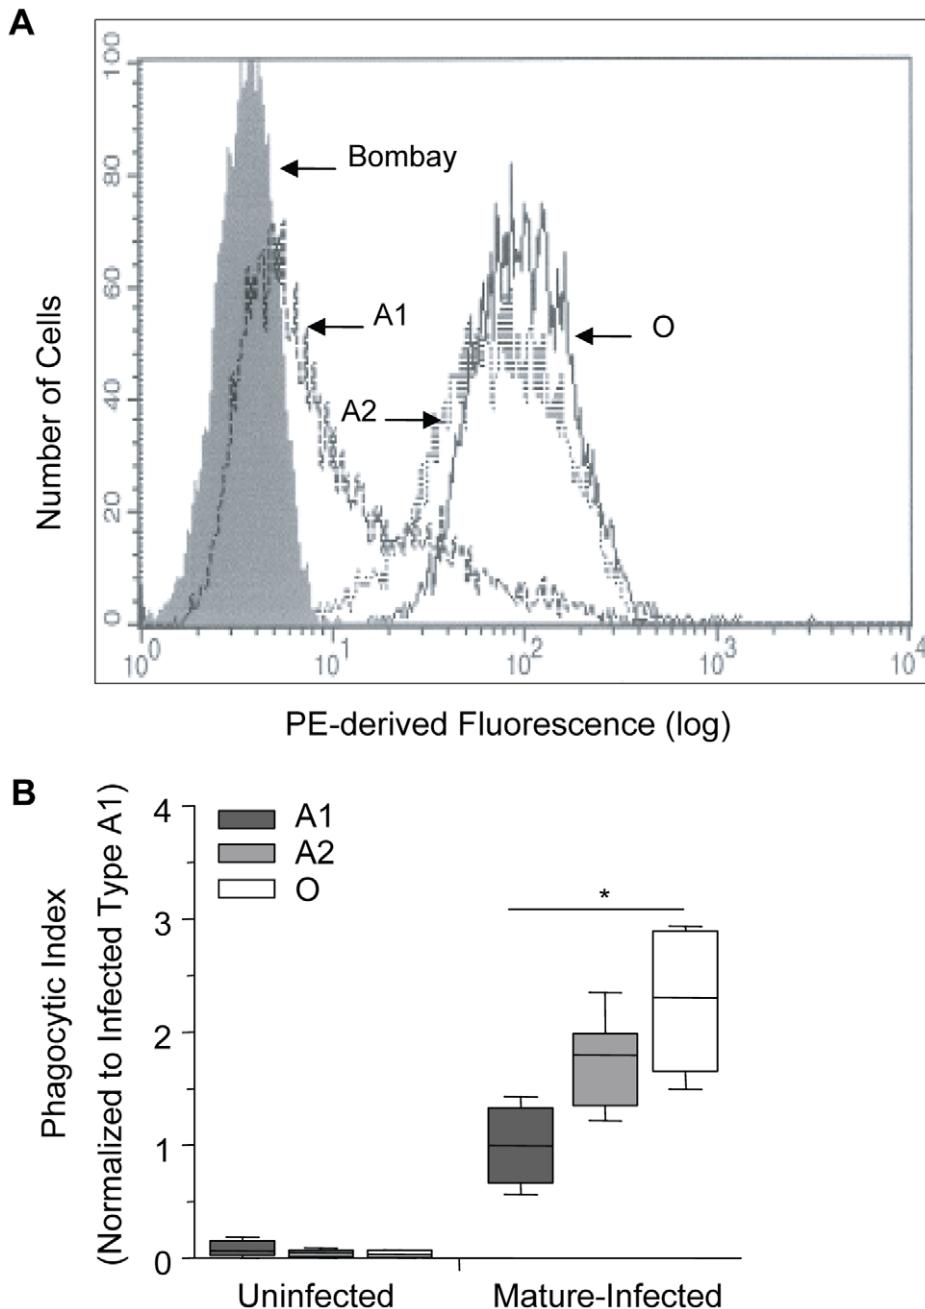 A
100
80
60
40
20
0
Number of Cells
Bombay
A1
A2
O
10^0 10^1 10^2 10^3 10^4
PE-derived Fluorescence (log)
B
Phagocytic Index
(Normalized to Infected Type A1)
4
3
2
1
0
A1
A2
O
*
Uninfected Mature-Infected